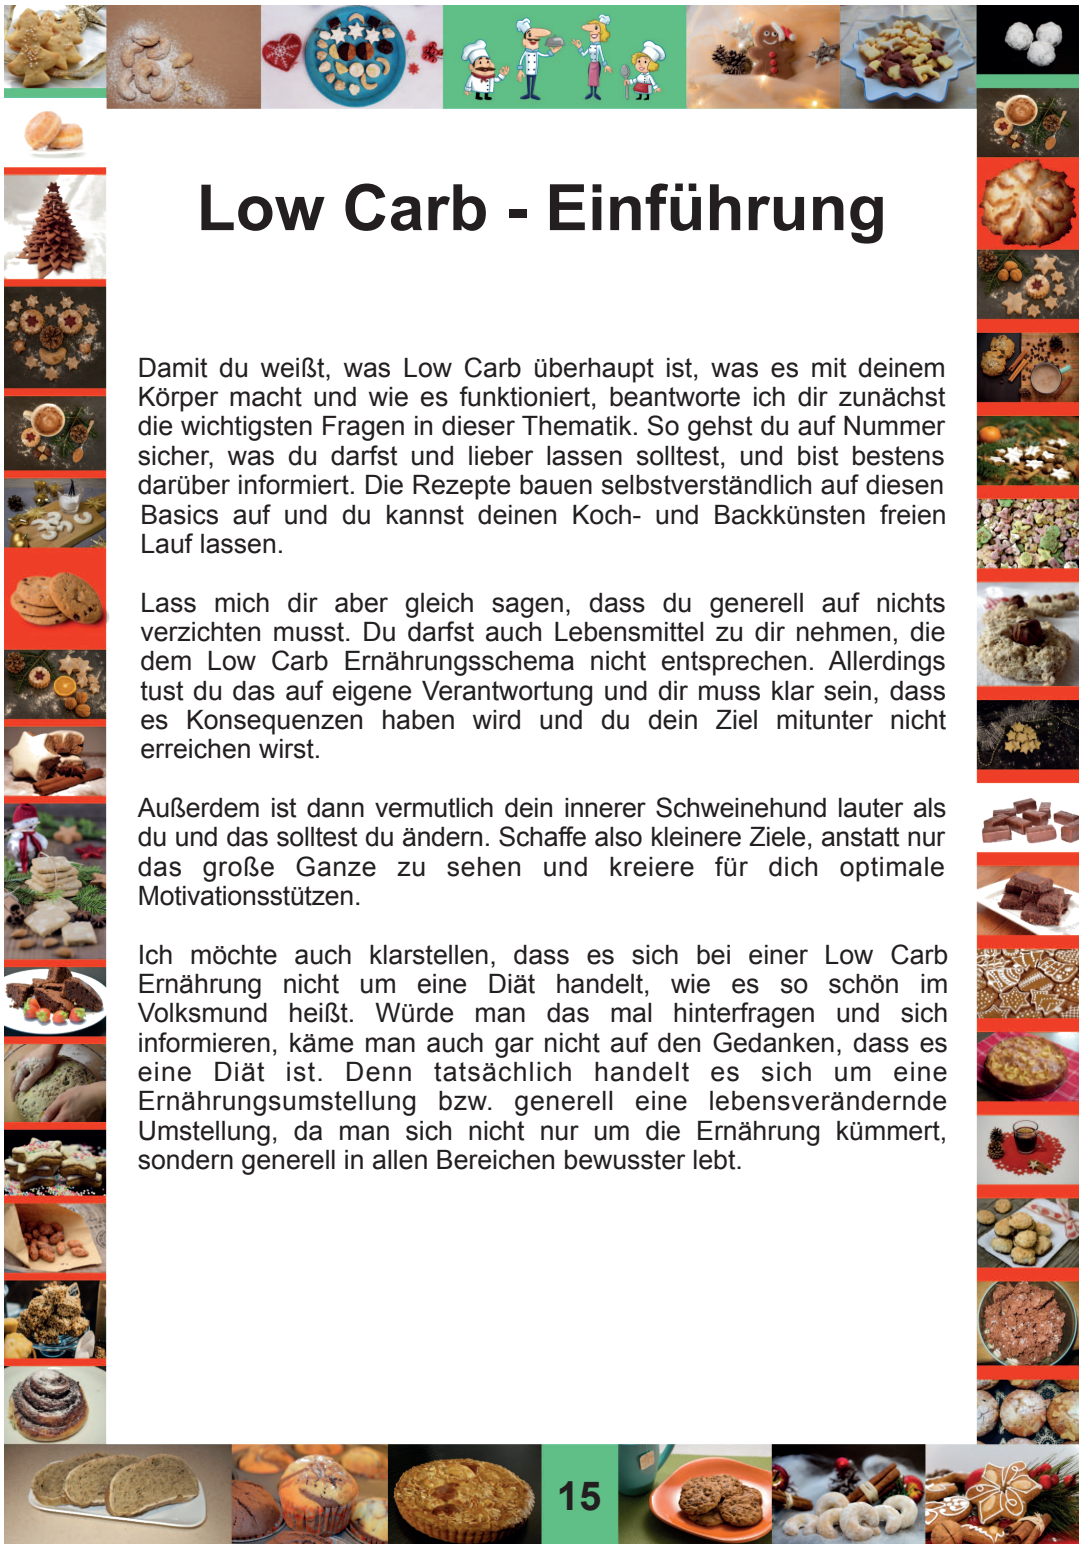 Low Carb - Einführung
Damit du weißt, was Low Carb überhaupt ist, was es mit deinem
Körper macht und wie es funktioniert, beantworte ich dir zunächst
die wichtigsten Fragen in dieser Thematik. So gehst du auf Nummer
sicher, was du darfst und lieber lassen solltest, und bist bestens
darüber informiert. Die Rezepte bauen selbstverständlich auf diesen
Basics auf und du kannst deinen Koch- und Backkünsten freien
Lauf lassen.
Lass mich dir aber gleich sagen, dass du generell auf nichts
verzichten musst. Du darfst auch Lebensmittel zu dir nehmen, die
dem Low Carb Ernährungsschema nicht entsprechen. Allerdings
tust du das auf eigene Verantwortung und dir muss klar sein, dass
es Konsequenzen haben wird und du dein Ziel mitunter nicht
erreichen wirst.
Außerdem ist dann vermutlich dein innerer Schweinehund lauter als
du und das solltest du ändern. Schaffe also kleinere Ziele, anstatt nur
das große Ganze zu sehen und kreiere für dich optimale
Motivationsstützen.
Ich möchte auch klarstellen, dass es sich bei einer Low Carb
Ernährung nicht um eine Diät handelt, wie es so schön im
Volksmund heißt. Würde man das mal hinterfragen und sich
informieren, käme man auch gar nicht auf den Gedanken, dass es
eine Diät ist. Denn tatsächlich handelt es sich um eine
Ernährungsumstellung bzw. generell eine lebensverändernde
Umstellung, da man sich nicht nur um die Ernährung kümmert,
sondern generell in allen Bereichen bewusster lebt.
15